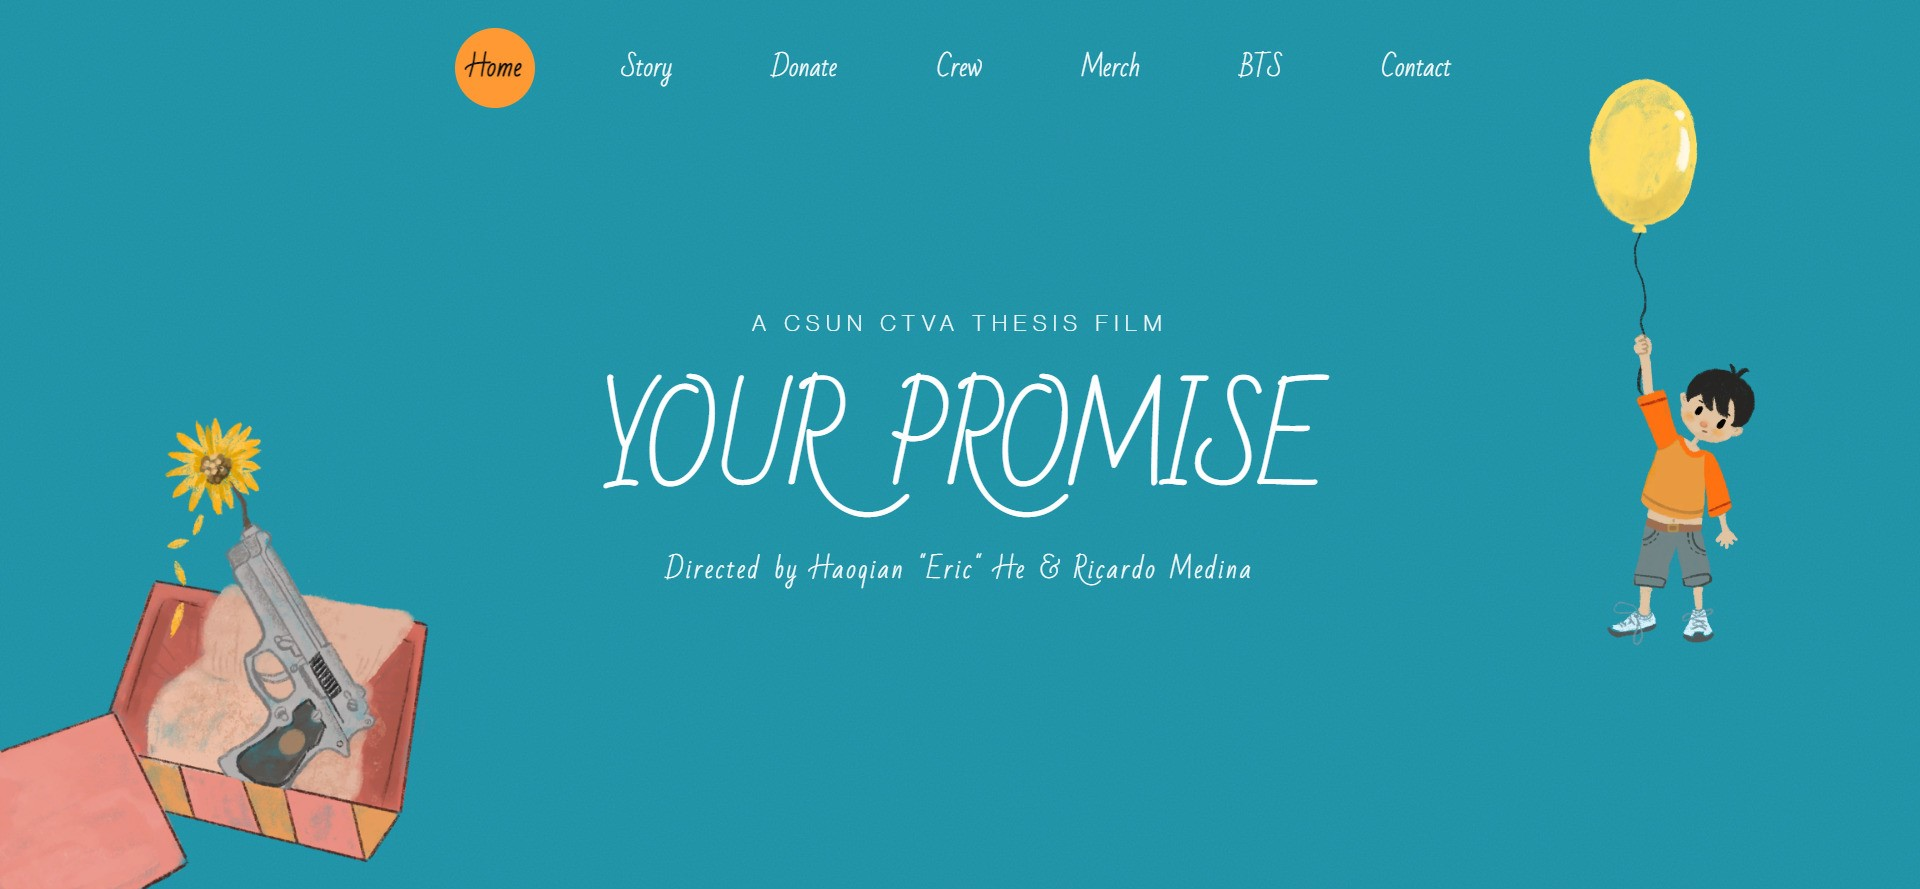 Home Story Donate Crew Merch BTS Contact
A CSUN CTVA THESIS FILM
YOUR PROMISE
Directed by Haoqian "Eric" He & Ricardo Medina